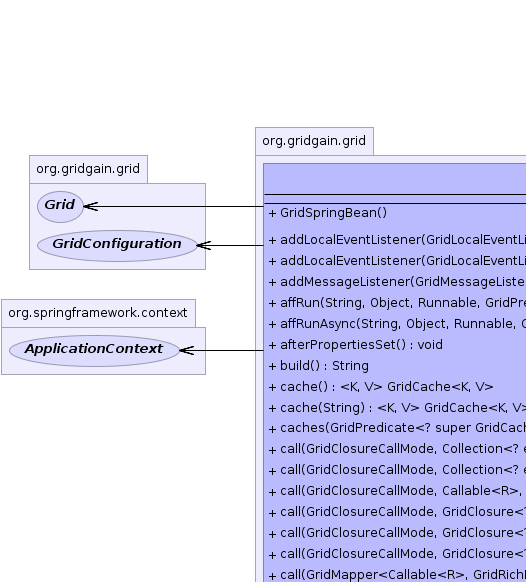 org.gridgain.grid
org.gridgain.grid
Grid
GridConfiguration
org.springframework.context
ApplicationContext
+ GridSpringBean()
+ addLocalEventListener(GridLocalEventLi
+ addLocalEventListener(GridLocalEventLi
+ addMessageListener(GridMessageListe
+ affRun(String, Object, Runnable, GridPre
+ affRunAsync(String, Object, Runnable, G
+ afterPropertiesSet() : void
+ build() : String
+ cache() : <K, V> GridCache<K, V>
+ cache(String) : <K, V> GridCache<K, V>
+ caches(GridPredicate<? super GridCach
+ call(GridClosureCallMode, Collection<? e
+ call(GridClosureCallMode, Collection<? e
+ call(GridClosureCallMode, Callable<R>,
+ call(GridClosureCallMode, GridClosure<?
+ call(GridClosureCallMode, GridClosure<?
+ call(GridClosureCallMode, GridClosure<?
+ call(GridMapper<Callable<R>, GridRich